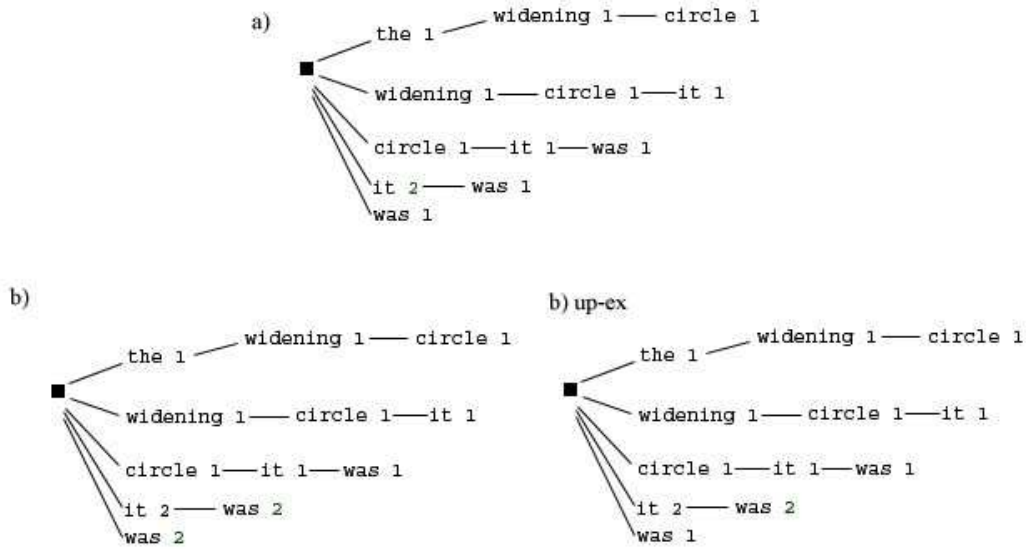 a)
the 1 widening 1 circle 1
widening 1 circle 1 it 1
circle 1 it 1 was 1
it 2 was 1
was 1
b)
the 1 widening 1 circle 1
widening 1 circle 1 it 1
circle 1 it 1 was 1
it 2 was 2
was 2
b) up-ex
the 1 widening 1 circle 1
widening 1 circle 1 it 1
circle 1 it 1 was 1
it 2 was 2
was 1